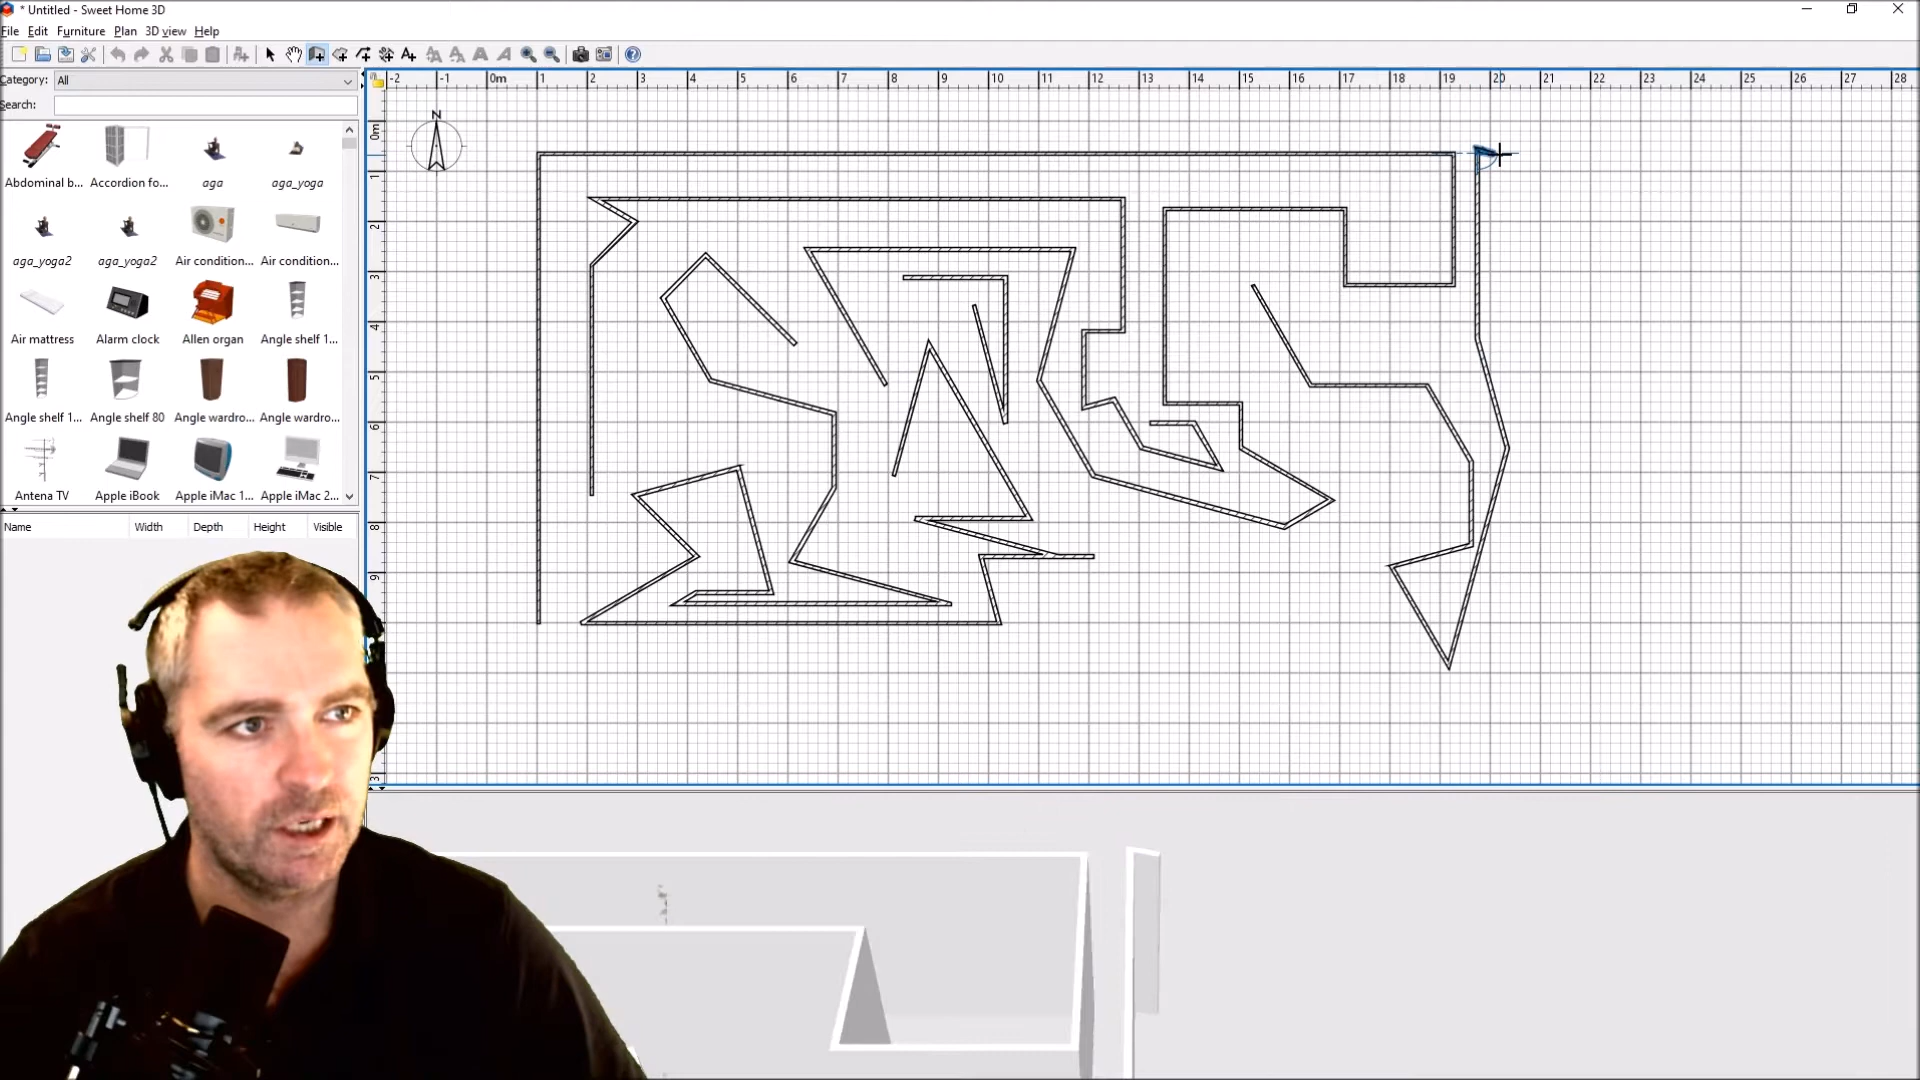 * Untitled - Sweet Home 3D
File Edit Furniture Plan 3D view Help
Category: All
Search:
Abdominal b... Accordion fo... aga aga_yoga
aga_yoga2 aga_yoga2 Air condition... Air condition...
Air mattress Alarm clock Allen organ Angle shelf 1...
Angle shelf 1... Angle shelf 80 Angle wardro... Angle wardro...
Antena TV Apple iBook Apple iMac 1... Apple iMac 2...
Name Width Depth Height Visible
-2 -1 0m 1 2 3 4 5 6 7 8 9 10 11 12 13 14 15 16 17 18 19 20 21 22 23 24 25 26 27 28
N
0m
1
2
3
4
5
6
7
8
9